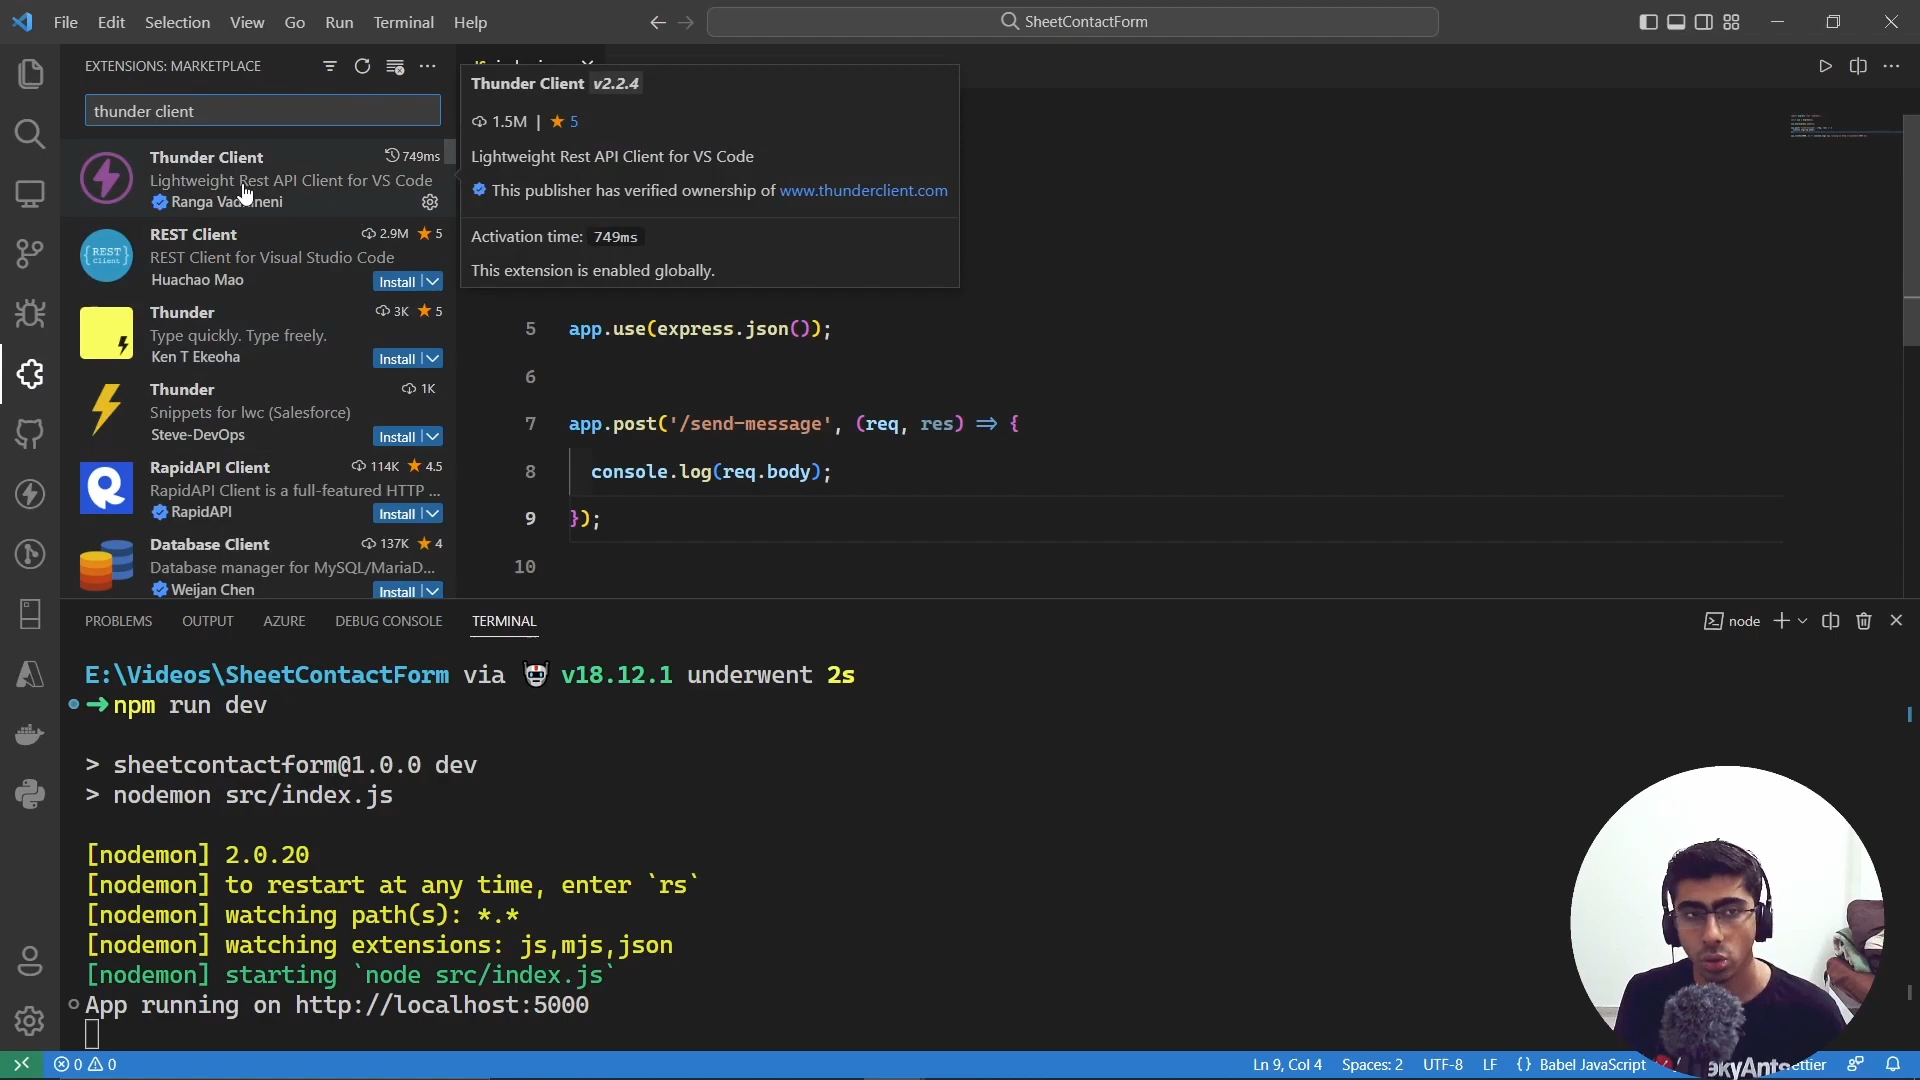 File Edit Selection View Go Run Terminal Help
SheetContactForm
EXTENSIONS: MARKETPLACE
thunder client
Thunder Client 749ms
Lightweight Rest API Client for VS Code
Ranga
REST Client 2.9M 5
REST Client for Visual Studio Code
Huachao Mao Install
{REST}
Client
Thunder 3K 5
Type quickly. Type freely.
Ken T Ekeoha Install
Thunder 1K
Snippets for lwc (Salesforce)
Steve-DevOps Install
RapidAPI Client 114K 4.5
RapidAPI Client is a full-featured HTTP ...
RapidAPI Install
Database Client 137K 4
Database manager for MySQL/MariaD...
Weijan Chen Install
Thunder Client v2.2.4
1.5M | 5
Lightweight Rest API Client for VS Code
This publisher has verified ownership of www.thunderclient.com
Activation time: 749ms
This extension is enabled globally.
5 app.use(express.json());
6
7 app.post('/send-message', (req, res) => {
8 console.log(req.body);
9 });
10
PROBLEMS OUTPUT AZURE DEBUG CONSOLE TERMINAL
node
E:\Videos\SheetContactForm via v18.12.1 underwent 2s
➜ npm run dev
> sheetcontactform@1.0.0 dev
> nodemon src/index.js
[nodemon] 2.0.20
[nodemon] to restart at any time, enter `rs`
[nodemon] watching path(s): *.*
[nodemon] watching extensions: js,mjs,json
[nodemon] starting `node src/index.js`
App running on http://localhost:5000
0 0
Ln 9, Col 4 Spaces: 2 UTF-8 LF {} Babel JavaScript